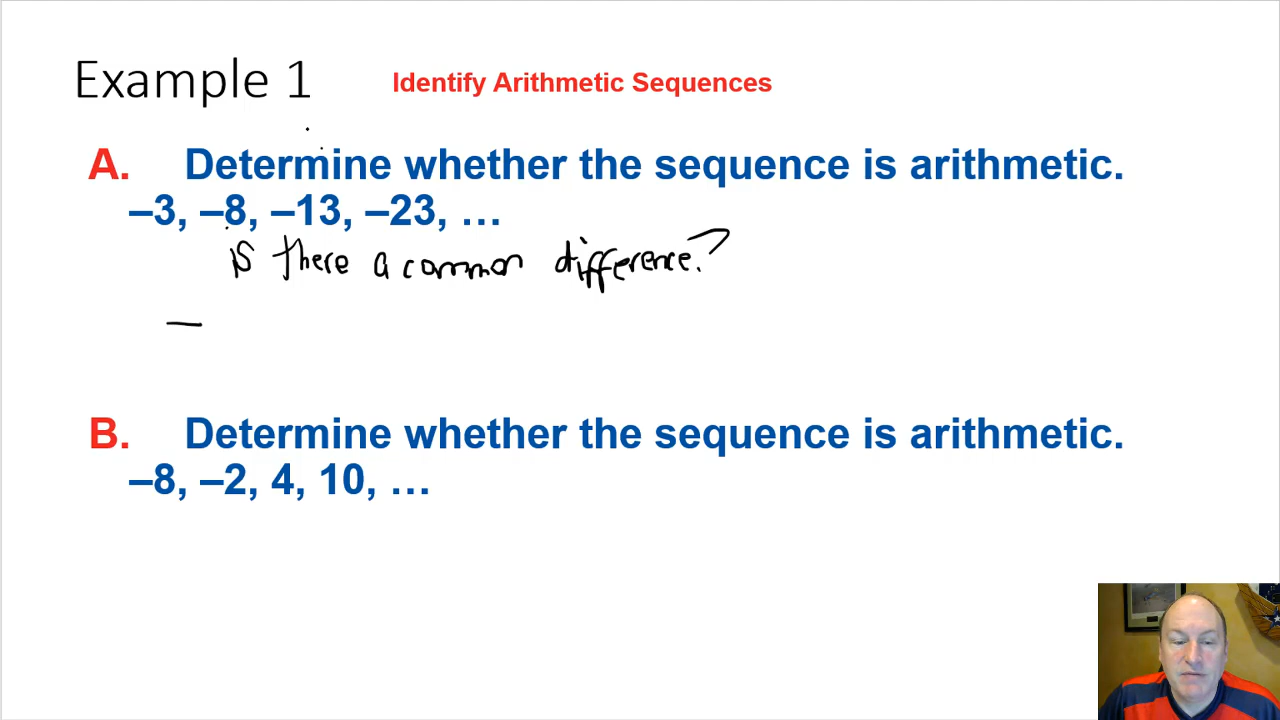 Example 1
Identify Arithmetic Sequences
A. Determine whether the sequence is arithmetic.
–3, –8, –13, –23, …
is there a common difference?
—
B. Determine whether the sequence is arithmetic.
–8, –2, 4, 10, …